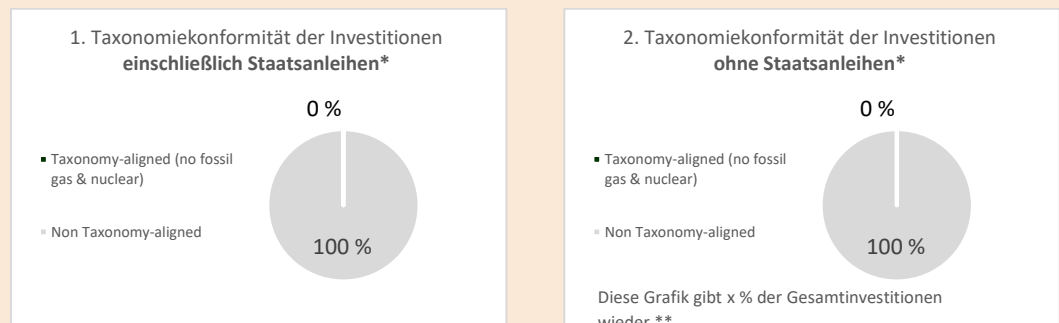 1. Taxonomiekonformität der Investitionen
einschließlich Staatsanleihen*
0 %
▪ Taxonomy-aligned (no fossil
gas & nuclear)
▪ Non Taxonomy-aligned
100 %
2. Taxonomiekonformität der Investitionen
ohne Staatsanleihen*
0 %
▪ Taxonomy-aligned (no fossil
gas & nuclear)
▪ Non Taxonomy-aligned
100 %
Diese Grafik gibt x % der Gesamtinvestitionen
wieder.**